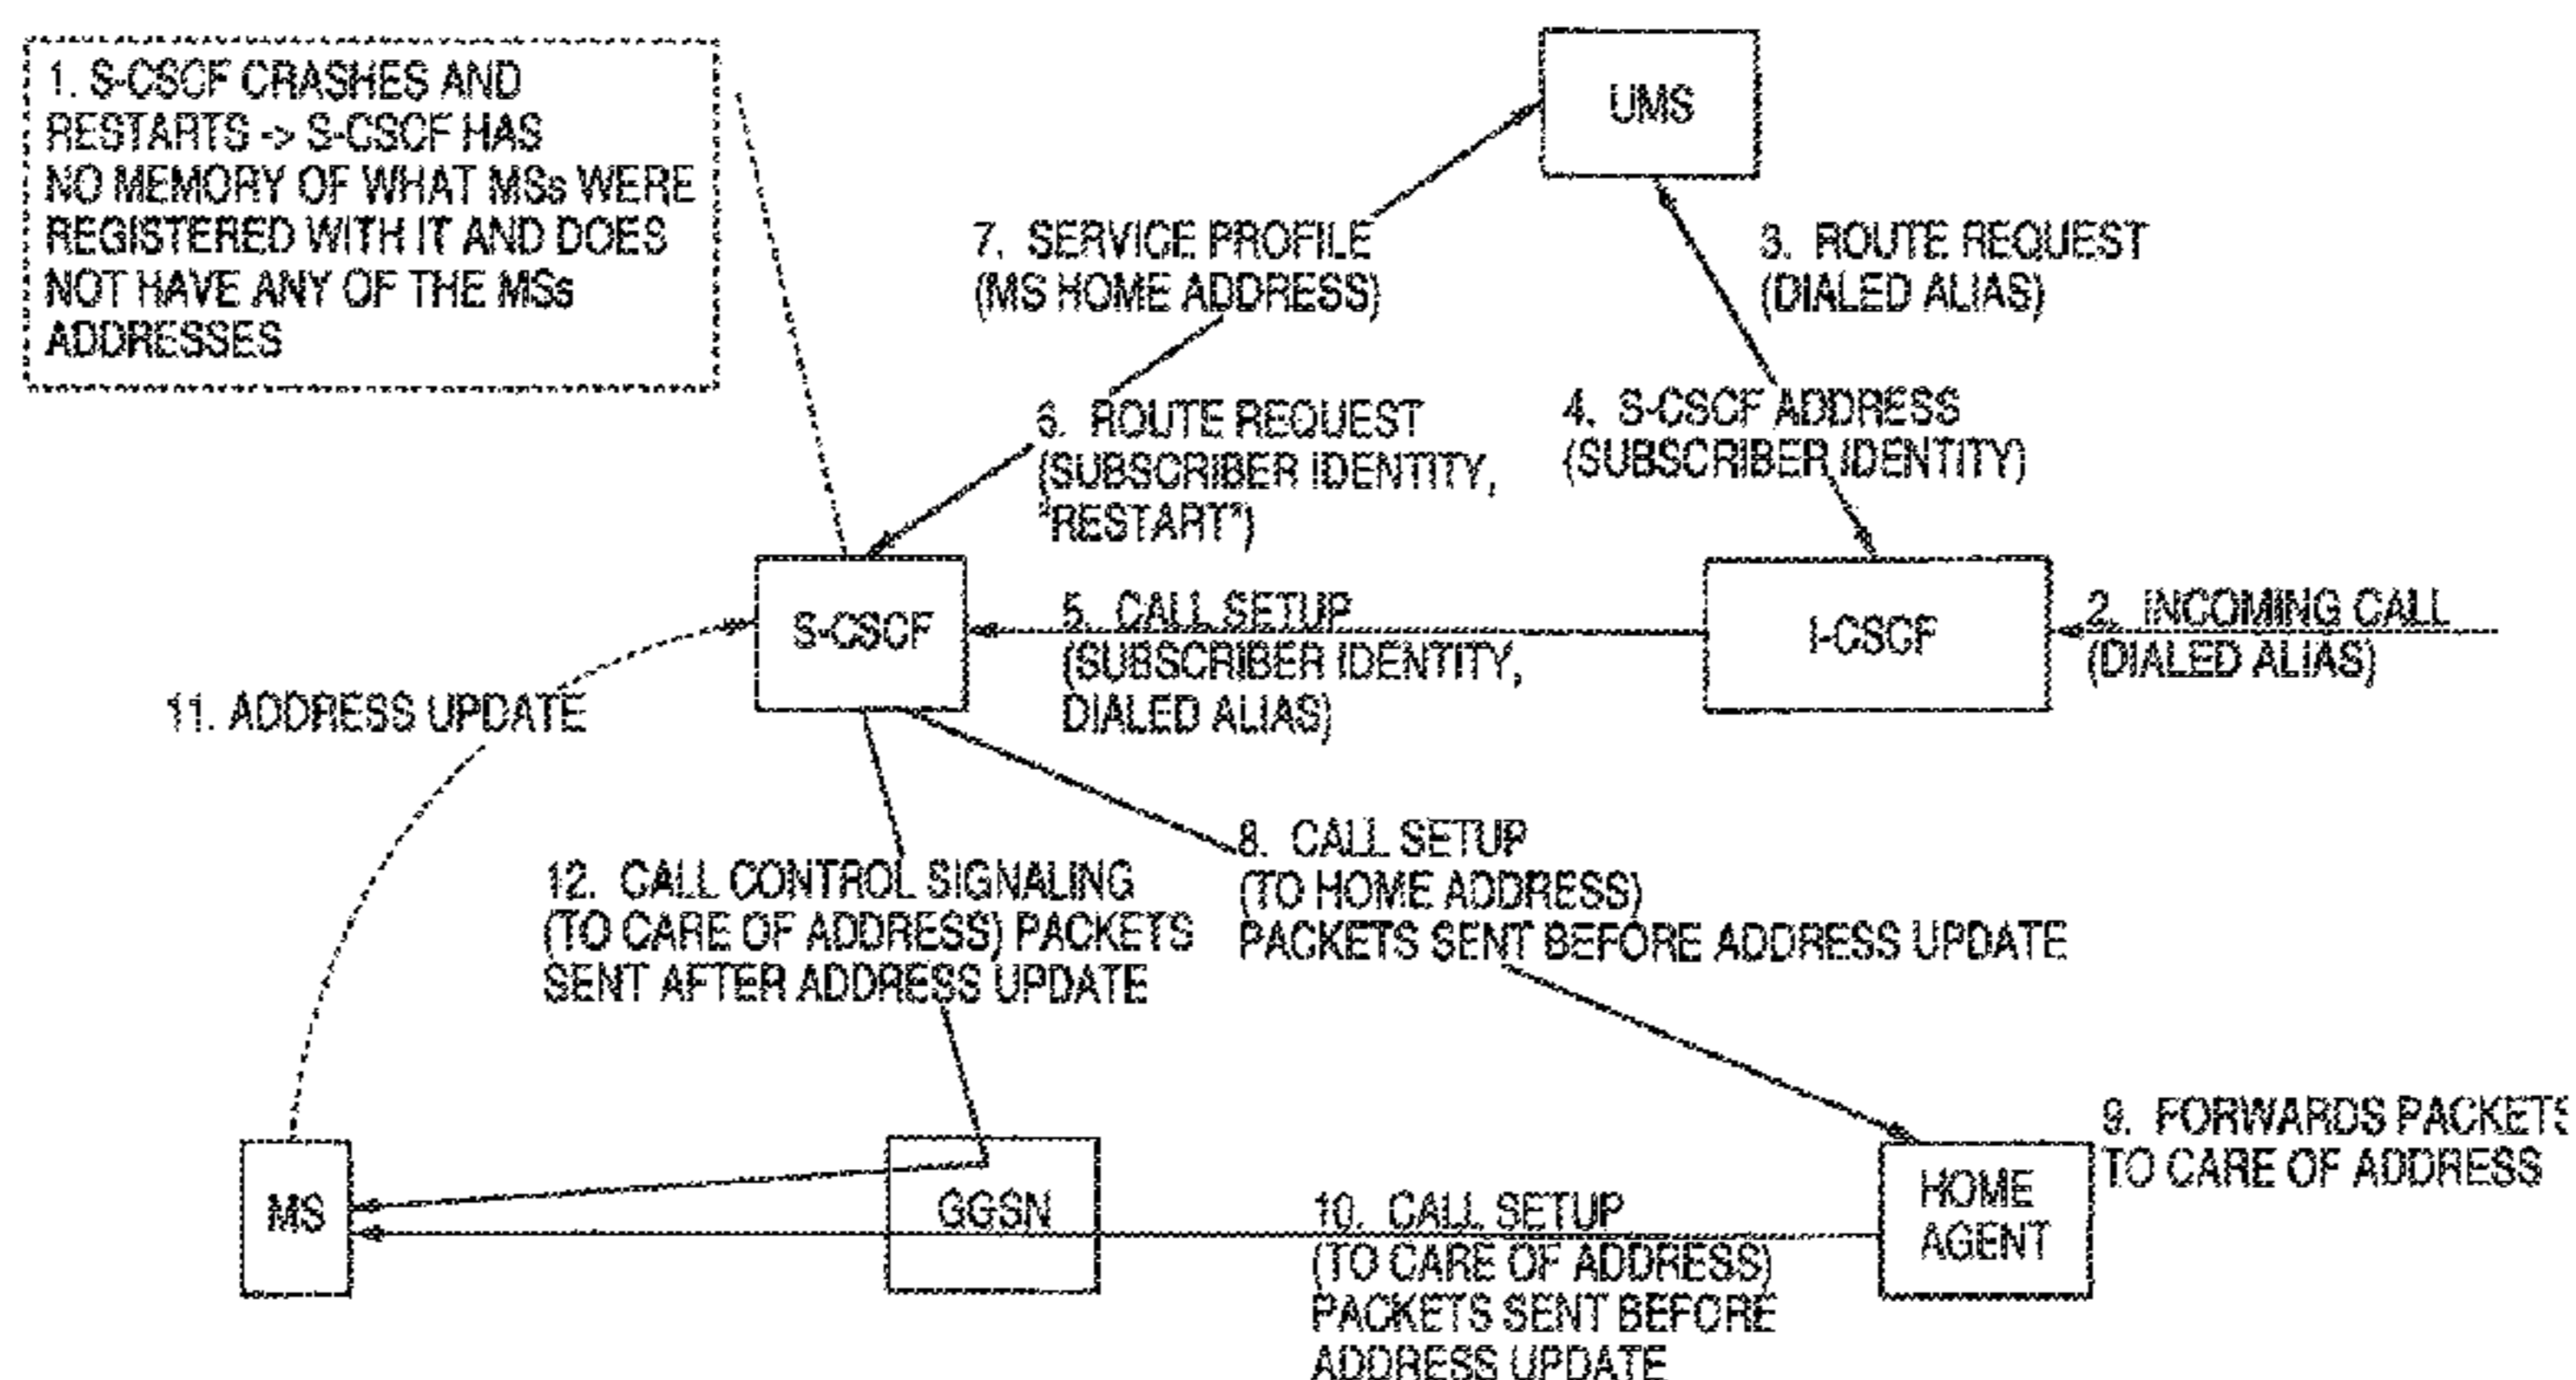 1. S-CSCF CRASHES AND
RESTARTS -> S-CSCF HAS
NO MEMORY OF WHAT MSs WERE
REGISTERED WITH IT AND DOES
NOT HAVE ANY OF THE MSs
ADDRESSES
UMS
7. SERVICE PROFILE
(MS HOME ADDRESS)
3. ROUTE REQUEST
(DIALED ALIAS)
6. ROUTE REQUEST
(SUBSCRIBER IDENTITY,
"RESTART")
4. S-CSCF ADDRESS
(SUBSCRIBER IDENTITY)
S-CSCF
5. CALL SETUP
(SUBSCRIBER IDENTITY,
DIALED ALIAS)
I-CSCF
2. INCOMING CALL
(DIALED ALIAS)
11. ADDRESS UPDATE
12. CALL CONTROL SIGNALING
(TO CARE OF ADDRESS) PACKETS
SENT AFTER ADDRESS UPDATE
8. CALL SETUP
(TO HOME ADDRESS)
PACKETS SENT BEFORE ADDRESS UPDATE
MS
GGSN
10. CALL SETUP
(TO CARE OF ADDRESS)
PACKETS SENT BEFORE
ADDRESS UPDATE
HOME
AGENT
9. FORWARDS PACKETS
TO CARE OF ADDRESS